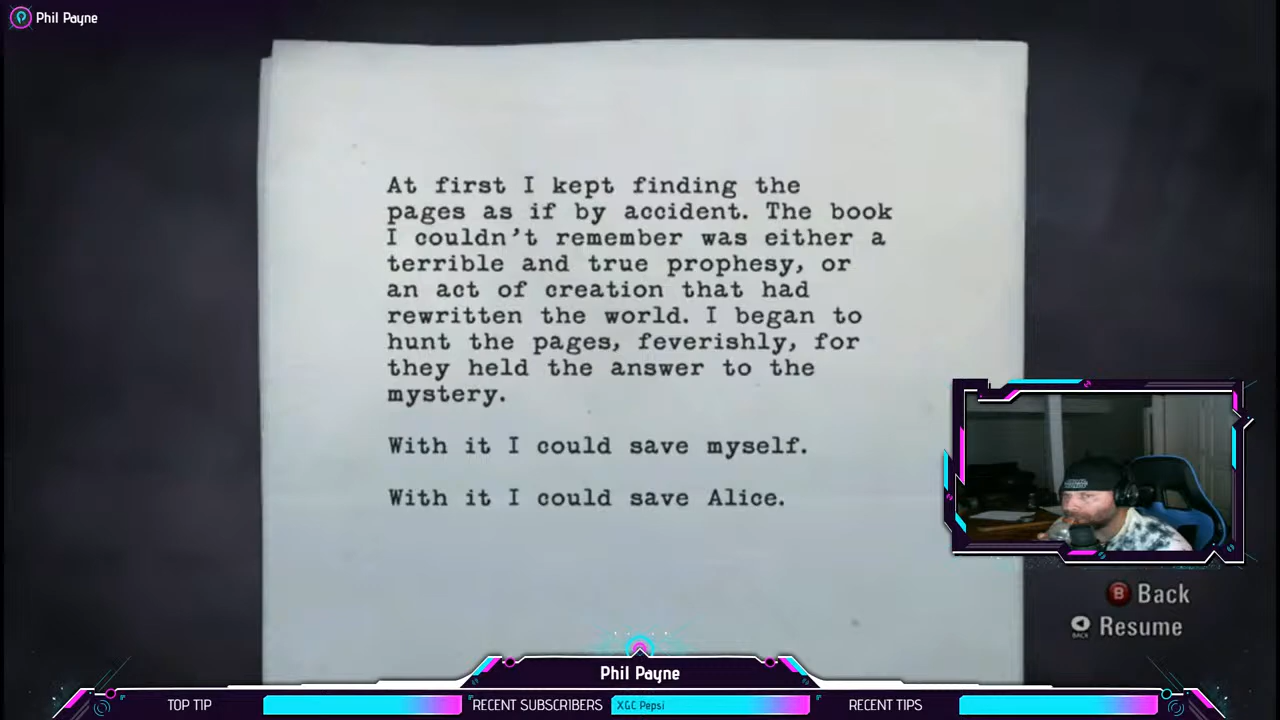 Phil Payne
At first I kept finding the
pages as if by accident. The book
I couldn't remember was either a
terrible and true prophesy, or
an act of creation that had
rewritten the world. I began to
hunt the pages, feverishly, for
they held the answer to the
mystery.
With it I could save myself.
With it I could save Alice.
B Back
BACK Resume
Phil Payne
TOP TIP
RECENT SUBSCRIBERS XGC Pepsi
RECENT TIPS